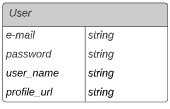 User
e-mail string
password string
user_name string
profile_url string